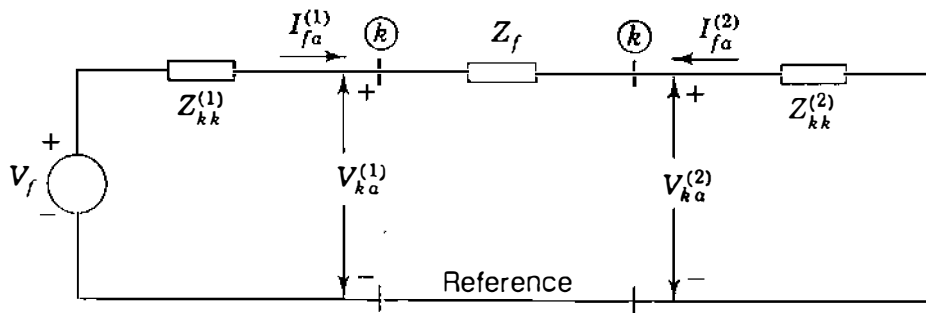 I_{fa}^{(1)}
k
Z_f
k
I_{fa}^{(2)}
Z_{kk}^{(1)}
+
+
Z_{kk}^{(2)}
+
V_f
−
V_{ka}^{(1)}
V_{ka}^{(2)}
−
Reference
−